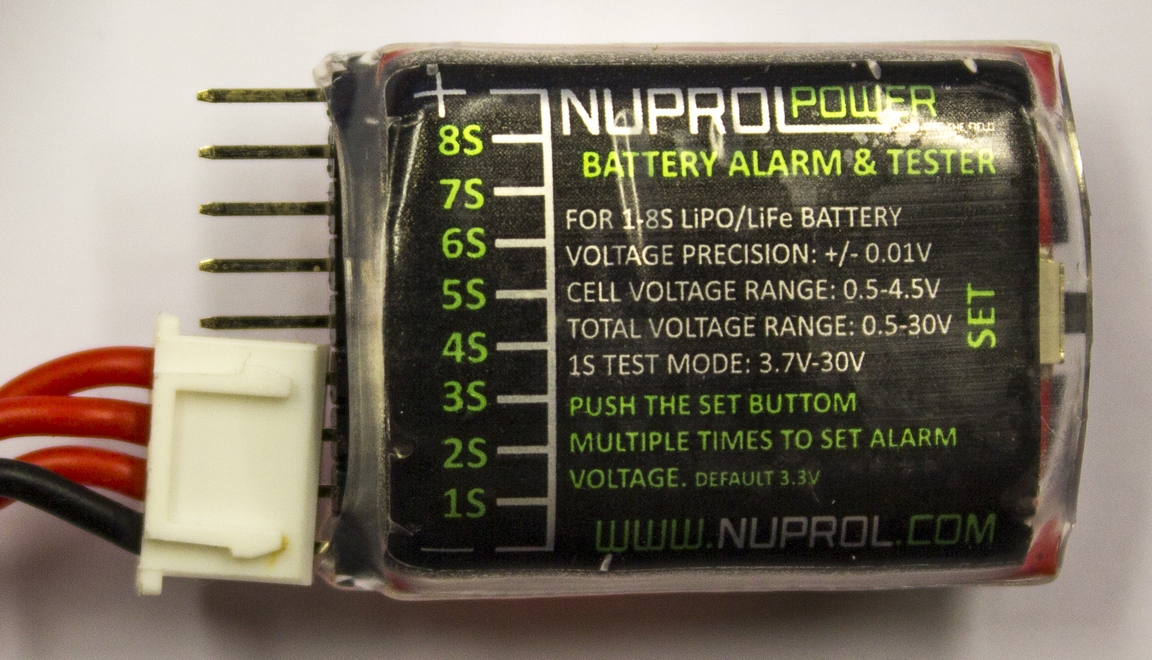 +
8S
7S
6S
5S
4S
3S
2S
1S
—
NUPROLPOWER
BATTERY ALARM & TESTER
FOR 1-8S LiPO/LiFe BATTERY
VOLTAGE PRECISION: +/- 0.01V
CELL VOLTAGE RANGE: 0.5-4.5V
TOTAL VOLTAGE RANGE: 0.5-30V
1S TEST MODE: 3.7V-30V
PUSH THE SET BUTTOM
MULTIPLE TIMES TO SET ALARM
VOLTAGE. DEFAULT 3.3V
WWW.NUPROL.COM
SET